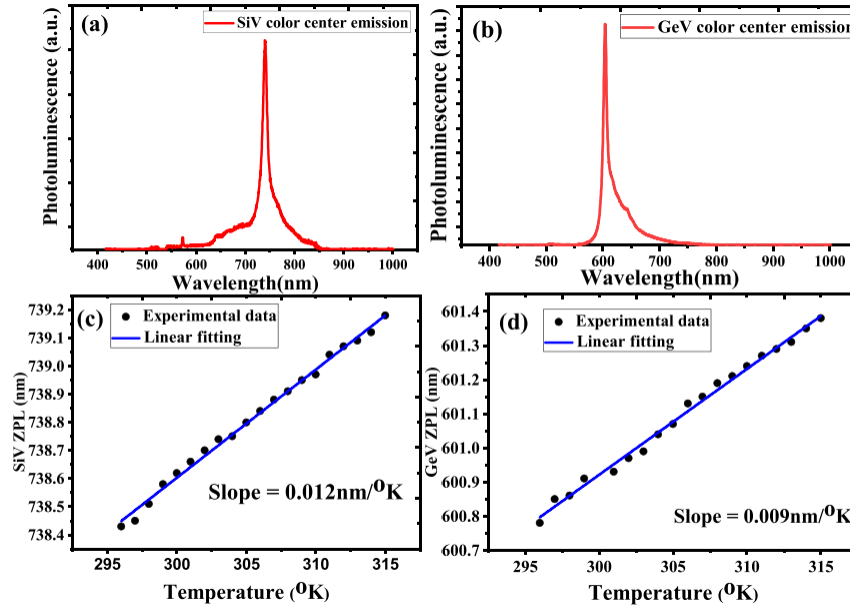 (a)
SiV color center emission
Photoluminescence (a.u.)
400 500 600 700 800 900 1000
Wavelength(nm)
(b)
GeV color center emission
Photoluminescence (a.u.)
400 500 600 700 800 900 1000
Wavelength(nm)
(c)
Experimental data
Linear fitting
SiV ZPL (nm)
739.2
739.1
739.0
738.9
738.8
738.7
738.6
738.5
738.4
Slope = 0.012nm/⁰K
295 300 305 310 315
Temperature (⁰K)
(d)
Experimental data
Linear fitting
GeV ZPL (nm)
601.4
601.3
601.2
601.1
601.0
600.9
600.8
600.7
Slope = 0.009nm/⁰K
295 300 305 310 315
Temperature (⁰K)